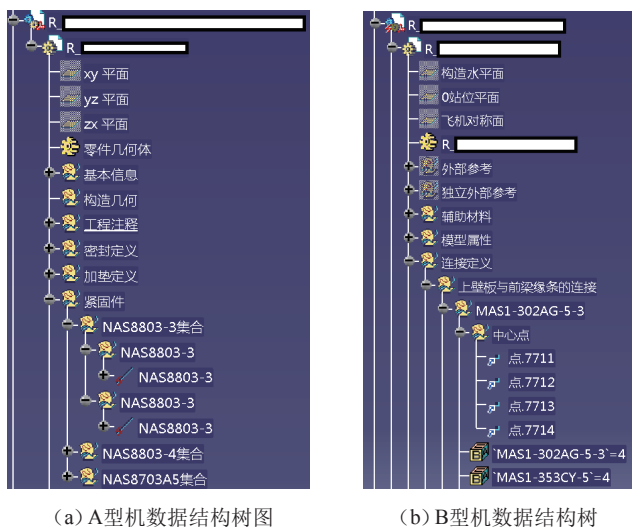 R_
R_
xy 平面
yz 平面
zx 平面
零件几何体
基本信息
构造几何
工程注释
密封定义
加垫定义
紧固件
NAS8803-3集合
NAS8803-3
NAS8803-3
NAS8803-3
NAS8803-3
NAS8803-4集合
NAS8703A5集合
(a) A型机数据结构树图
R_
R_
构造水平面
0站位平面
飞机对称面
R_
外部参考
独立外部参考
辅助材料
模型属性
连接定义
上壁板与前梁缘条的连接
MAS1-302AG-5-3
中心点
点.7711
点.7712
点.7713
点.7714
`MAS1-302AG-5-3`=4
`MAS1-353CY-5`=4
(b) B型机数据结构树